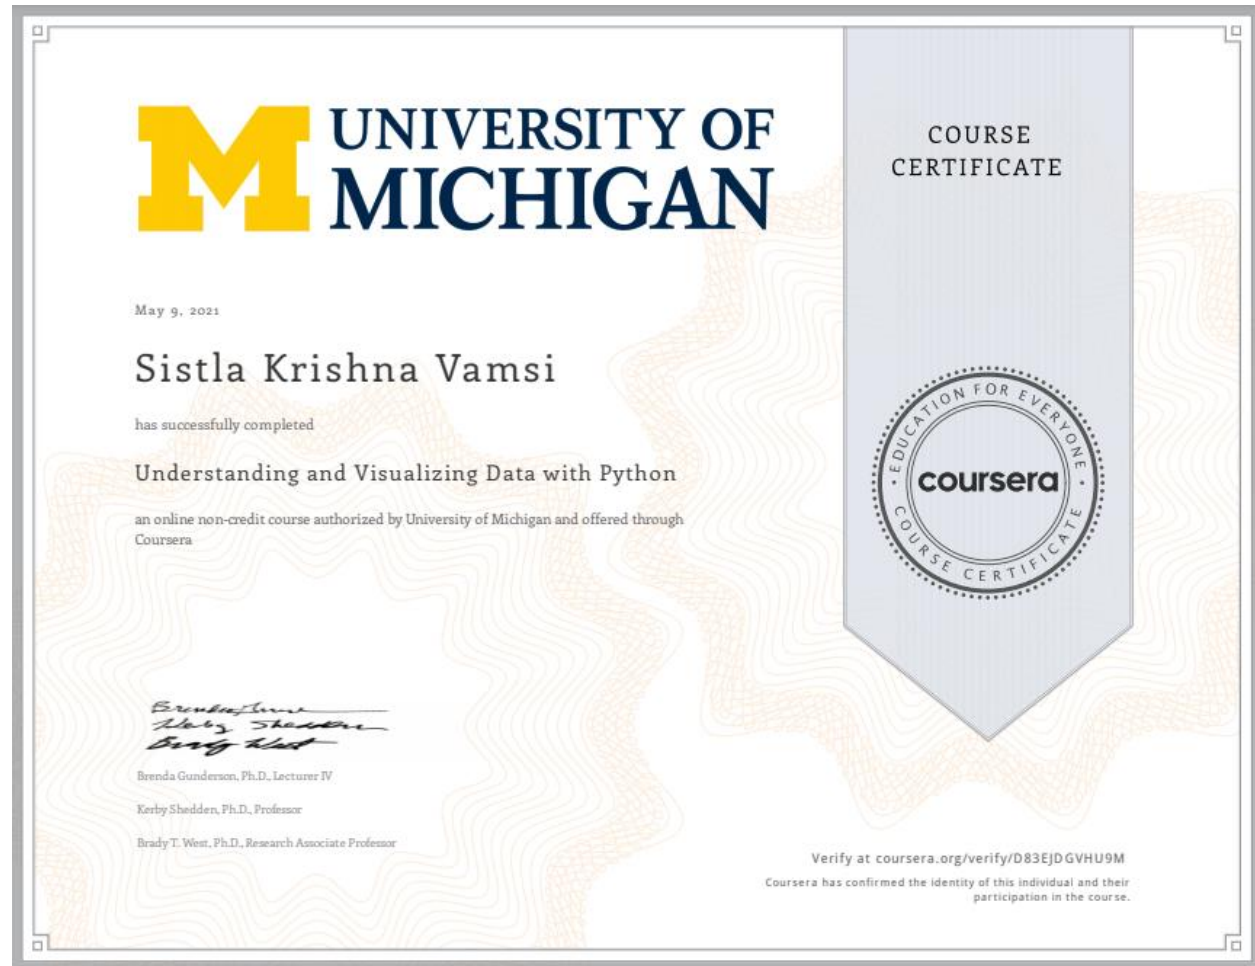 UNIVERSITY OF
MICHIGAN
COURSE
CERTIFICATE
May 9, 2021
Sistla Krishna Vamsi
has successfully completed
Understanding and Visualizing Data with Python
an online non-credit course authorized by University of Michigan and offered through
Coursera
EDUCATION FOR EVERYONE
coursera
COURSE CERTIFICATE
Brenda Gunderson, Ph.D., Lecturer IV
Kerby Shedden, Ph.D., Professor
Brady T. West, Ph.D., Research Associate Professor
Verify at coursera.org/verify/D83EJDGVHU9M
Coursera has confirmed the identity of this individual and their
participation in the course.